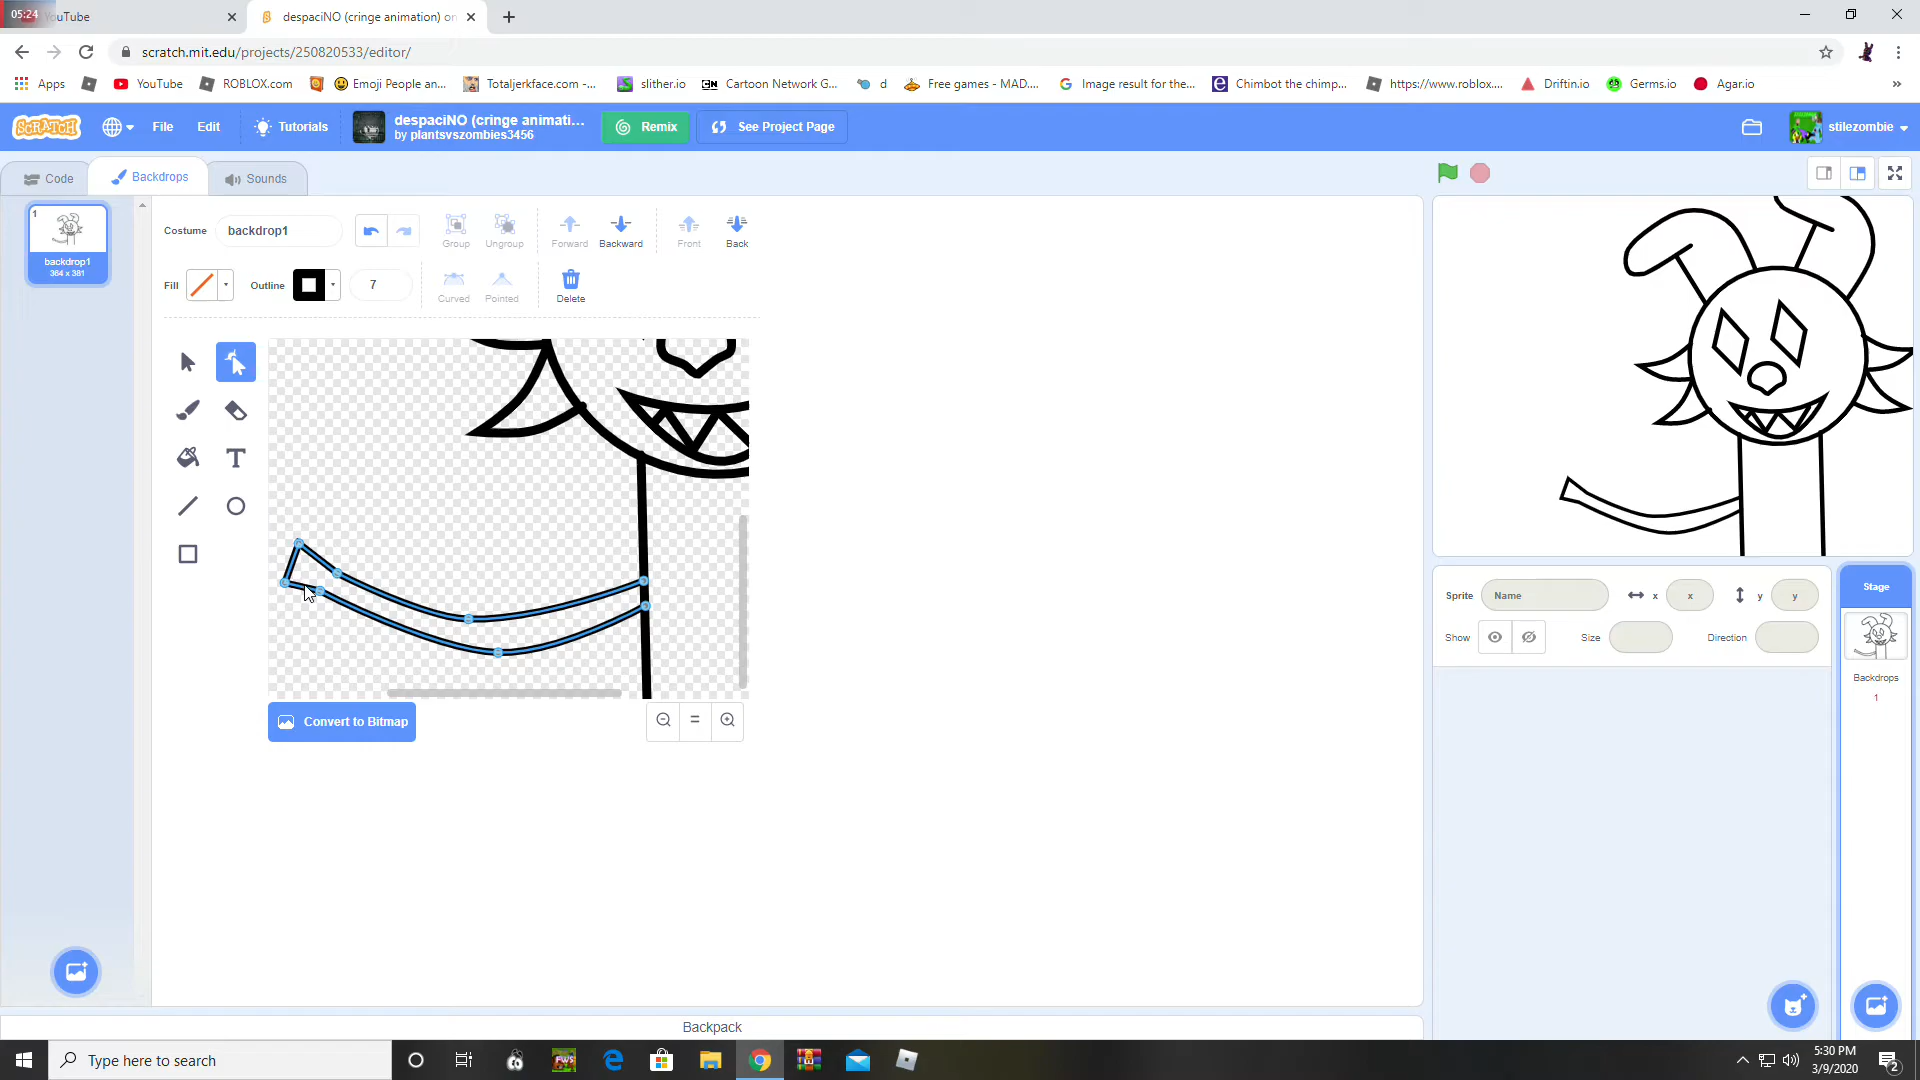 05:24 YouTube
despaciNO (cringe animation) on
scratch.mit.edu/projects/250820533/editor/
Apps YouTube ROBLOX.com Emoji People an... Totaljerkface.com -... slither.io CN Cartoon Network G... d Free games - MAD.... Image result for the... Chimbot the chimp... https://www.roblox.... Driftin.io Germs.io Agar.io »
SCRATCH File Edit Tutorials despaciNO (cringe animati... Remix See Project Page stilezombie
by plantsvszombies3456
Code Backdrops Sounds
1
backdrop1
364 x 381
Costume backdrop1 Group Ungroup Forward Backward Front Back
Fill Outline 7 Curved Pointed Delete
T
Convert to Bitmap
=
Sprite Name x x y y
Show Size Direction
Stage
Backdrops
1
Backpack
Type here to search
5:30 PM
3/9/2020
2